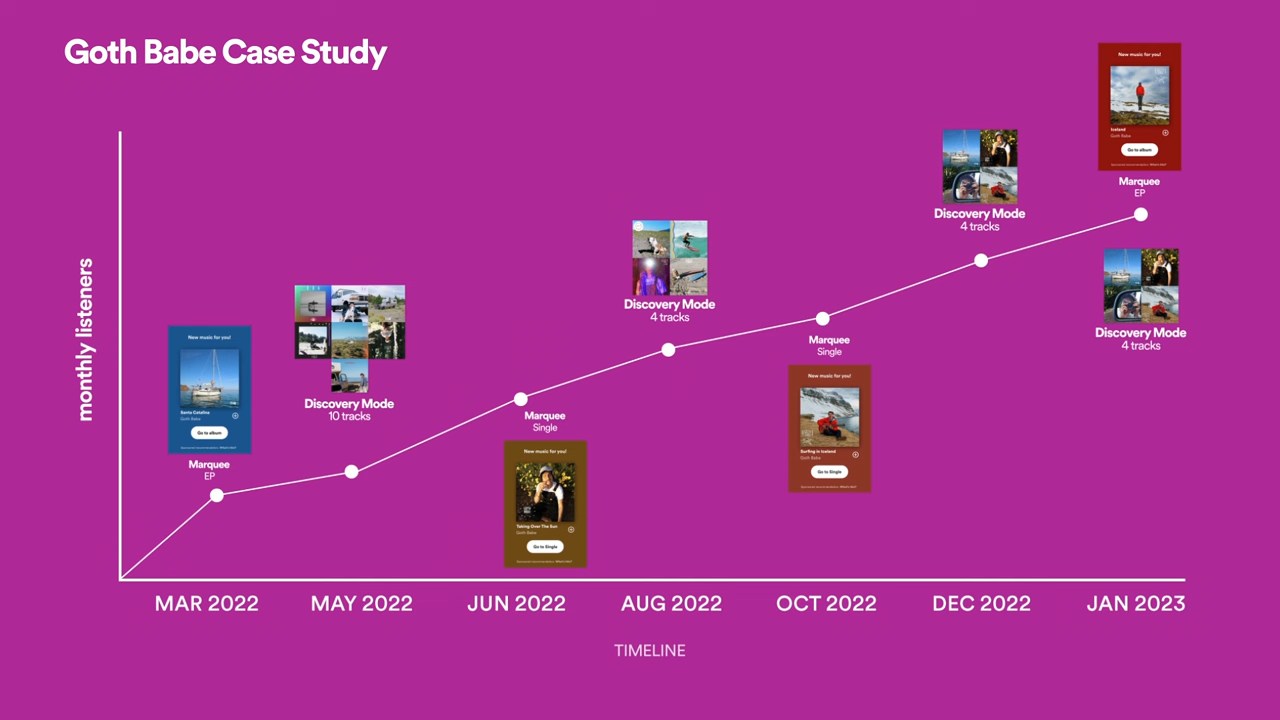 Goth Babe Case Study
monthly listeners
New music for you!
Santa Catalina
Goth Babe
Go to album
Marquee
EP
Discovery Mode
10 tracks
Marquee
Single
New music for you!
Taking Over The Sun
Goth Babe
Go to Single
Discovery Mode
4 tracks
Marquee
Single
New music for you!
Surfing in Iceland
Goth Babe
Go to Single
Discovery Mode
4 tracks
New music for you!
Iceland
Goth Babe
Go to album
Marquee
EP
Discovery Mode
4 tracks
MAR 2022
MAY 2022
JUN 2022
AUG 2022
OCT 2022
DEC 2022
JAN 2023
TIMELINE